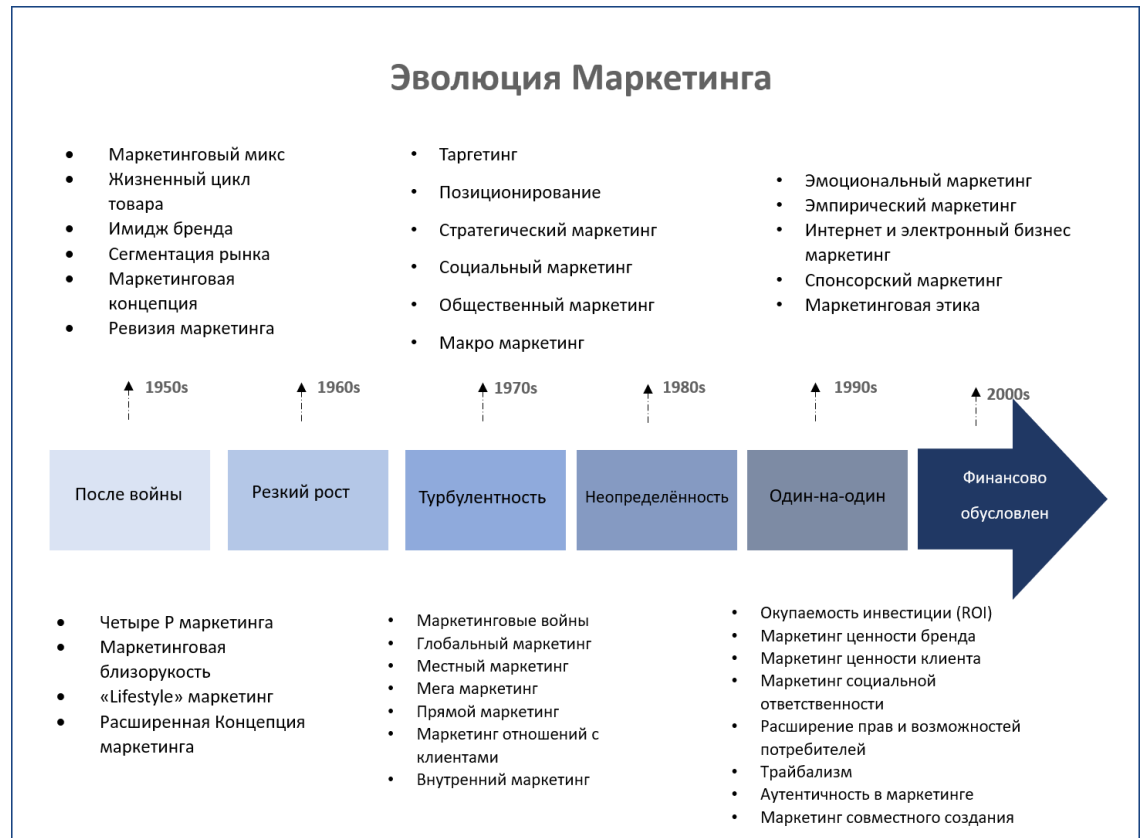 Эволюция Маркетинга
• Маркетинговый микс
• Жизненный цикл
товара
• Имидж бренда
• Сегментация рынка
• Маркетинговая
концепция
• Ревизия маркетинга
• Таргетинг
• Позиционирование
• Стратегический маркетинг
• Социальный маркетинг
• Общественный маркетинг
• Макро маркетинг
• Эмоциональный маркетинг
• Эмпирический маркетинг
• Интернет и электронный бизнес
маркетинг
• Спонсорский маркетинг
• Маркетинговая этика
1950s
1960s
1970s
1980s
1990s
2000s
После войны
Резкий рост
Турбулентность
Неопределённость
Один-на-один
Финансово
обусловлен
• Четыре Р маркетинга
• Маркетинговая
близорукость
• «Lifestyle» маркетинг
• Расширенная Концепция
маркетинга
• Маркетинговые войны
• Глобальный маркетинг
• Местный маркетинг
• Мега маркетинг
• Прямой маркетинг
• Маркетинг отношений с
клиентами
• Внутренний маркетинг
• Окупаемость инвестиции (ROI)
• Маркетинг ценности бренда
• Маркетинг ценности клиента
• Маркетинг социальной
ответственности
• Расширение прав и возможностей
потребителей
• Трайбализм
• Аутентичность в маркетинге
• Маркетинг совместного создания